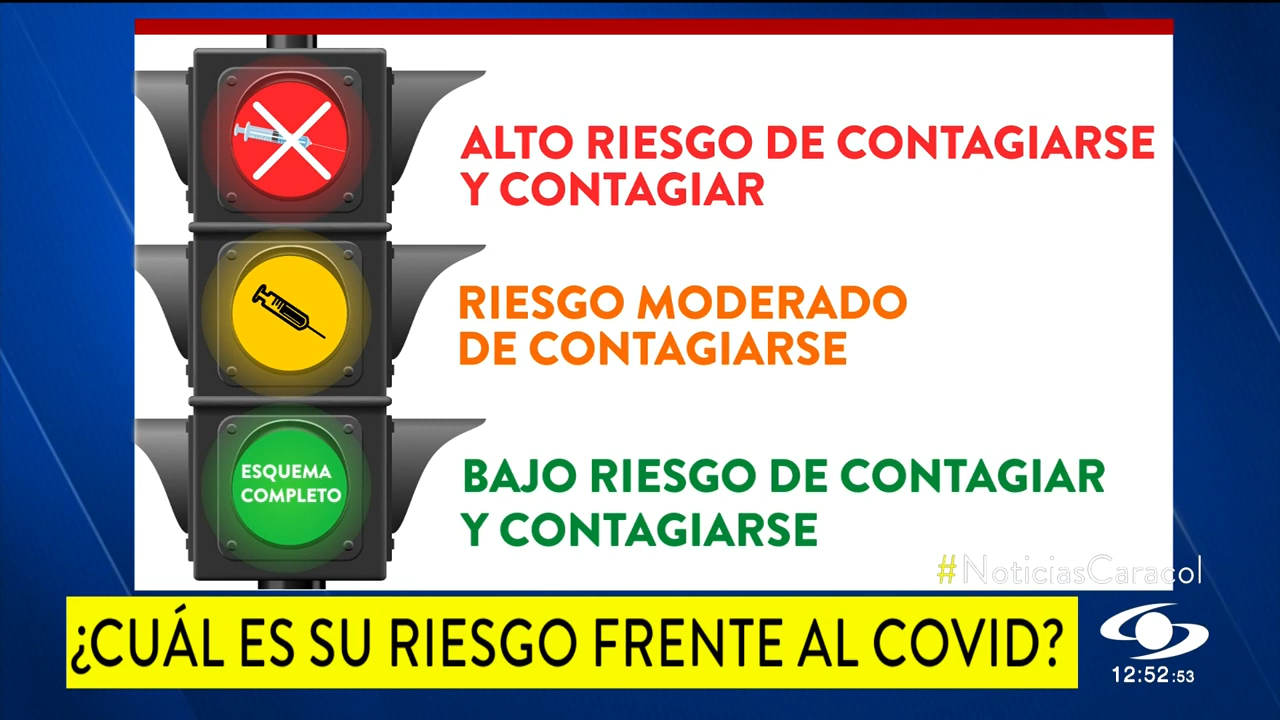 ALTO RIESGO DE CONTAGIARSE
Y CONTAGIAR
RIESGO MODERADO
DE CONTAGIARSE
ESQUEMA
COMPLETO
BAJO RIESGO DE CONTAGIAR
Y CONTAGIARSE
#NoticiasCaracol
¿CUÁL ES SU RIESGO FRENTE AL COVID?
12:52:53